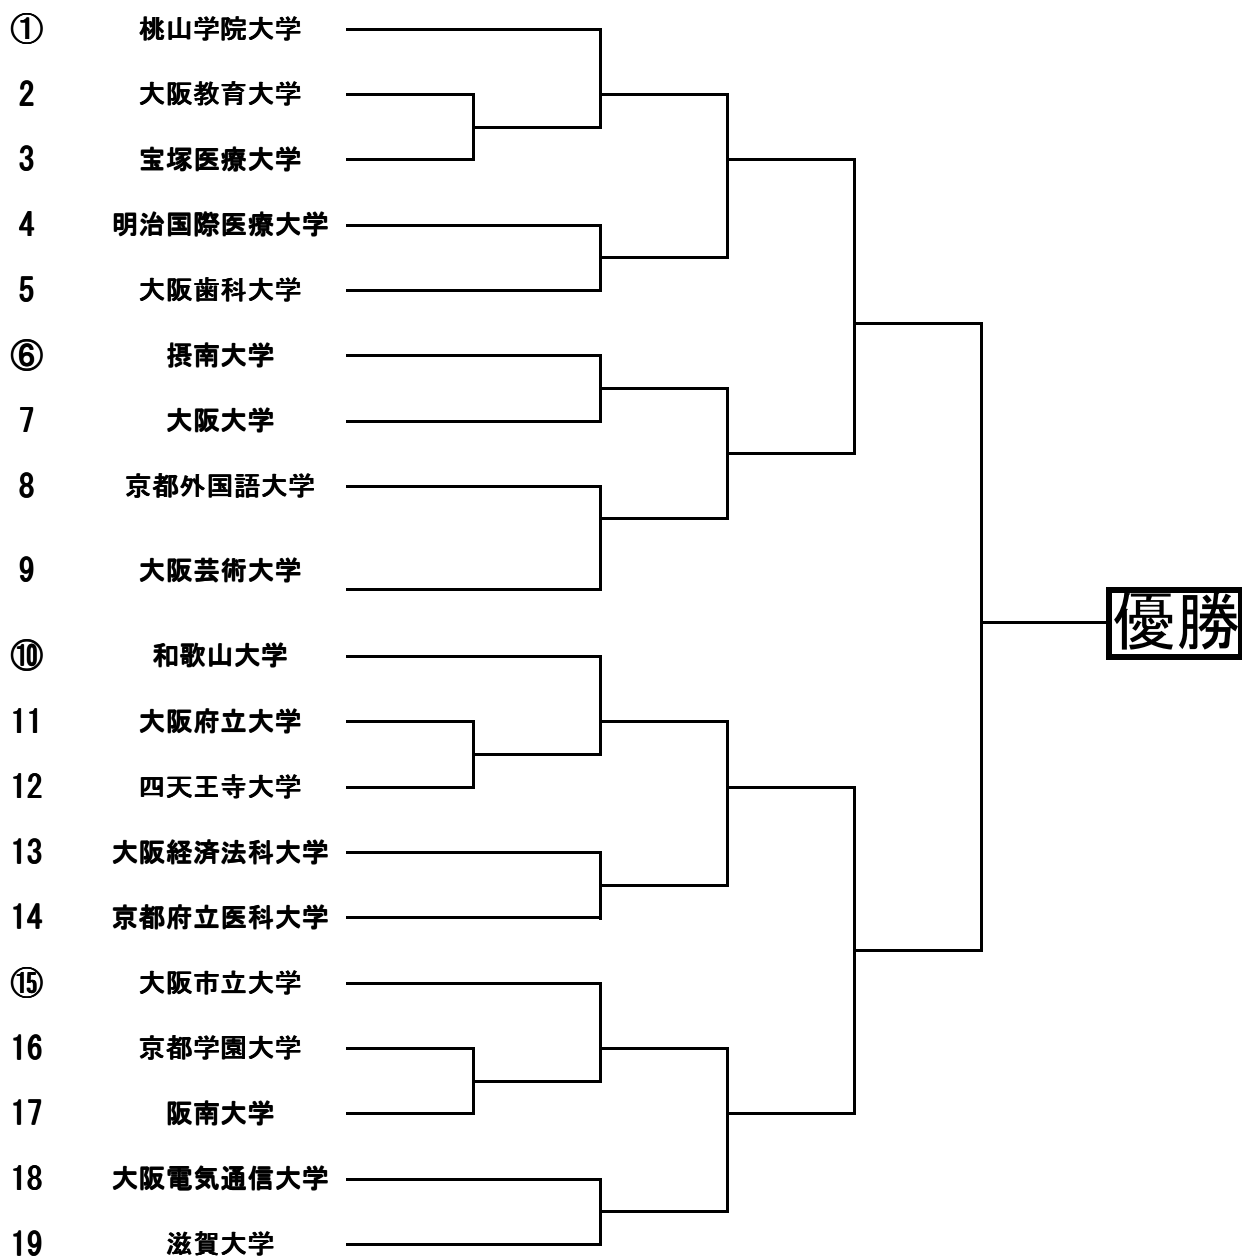 ① 桃山学院大学
2 大阪教育大学
3 宝塚医療大学
4 明治国際医療大学
5 大阪歯科大学
⑥ 摂南大学
7 大阪大学
8 京都外国語大学
9 大阪芸術大学
優勝
⑩ 和歌山大学
11 大阪府立大学
12 四天王寺大学
13 大阪経済法科大学
14 京都府立医科大学
⑮ 大阪市立大学
16 京都学園大学
17 阪南大学
18 大阪電気通信大学
19 滋賀大学